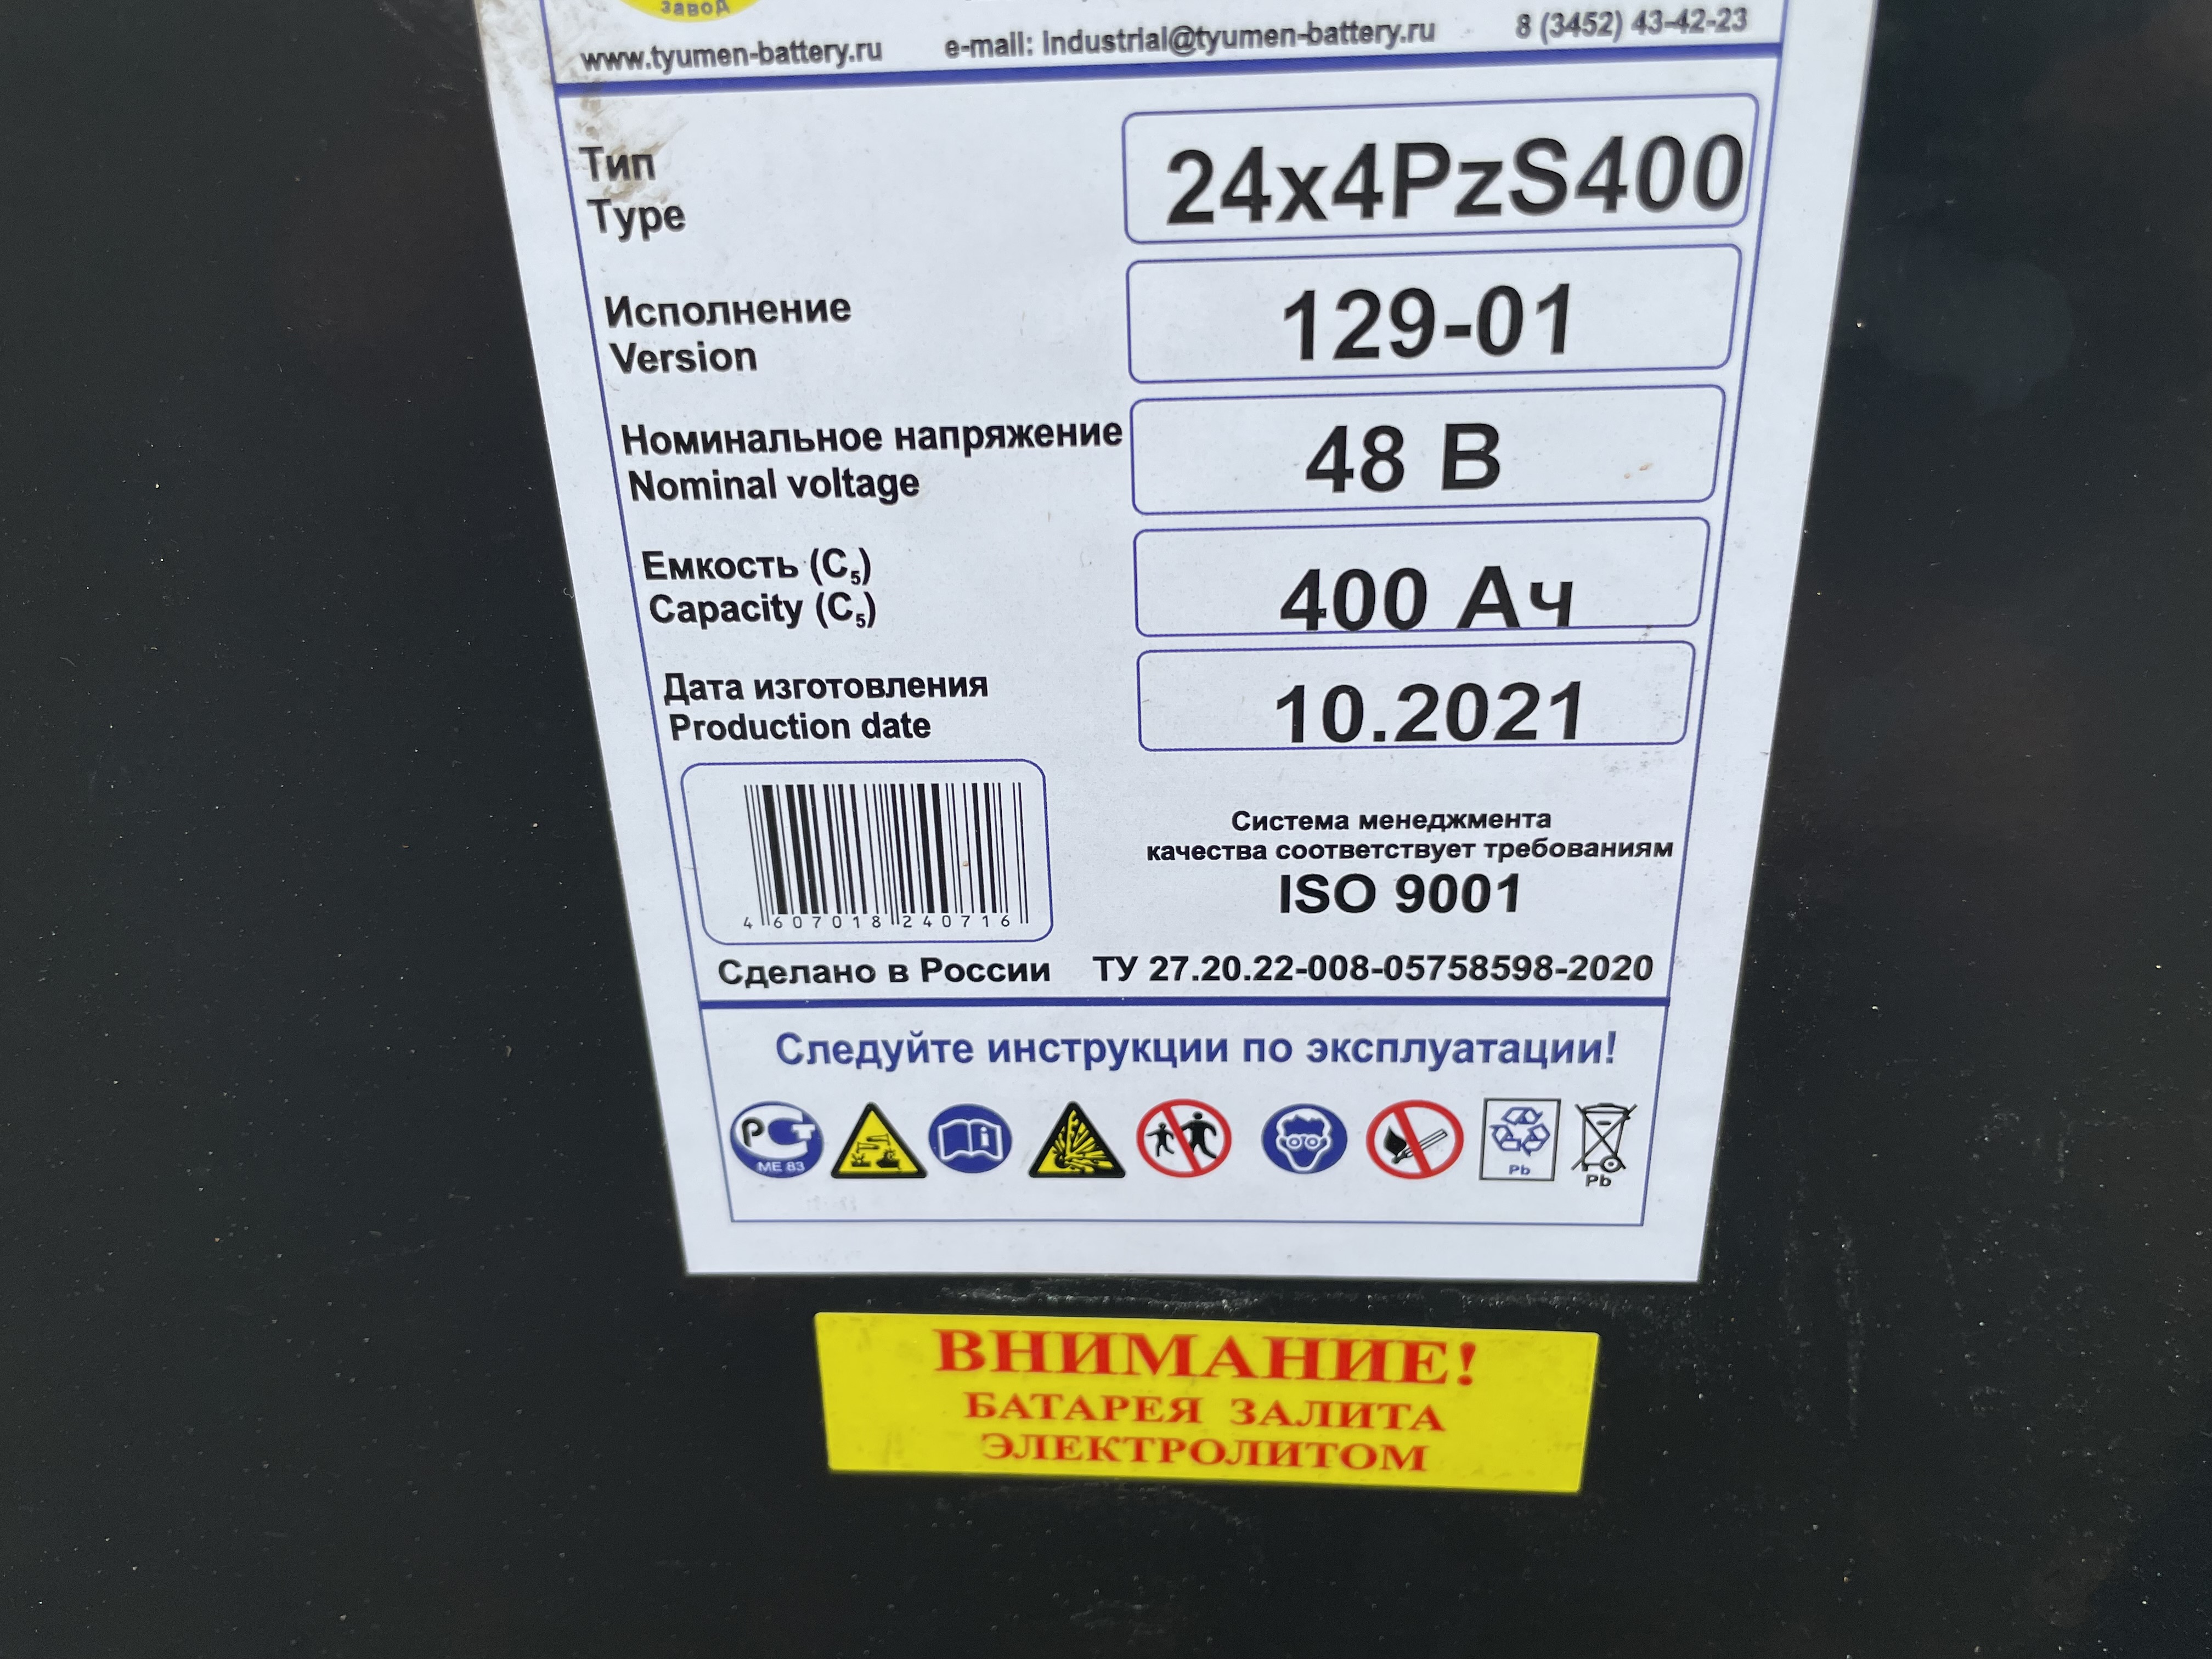 завод
www.tyumen-battery.ru e-mail: industrial@tyumen-battery.ru 8 (3452) 43-42-23
Тип
Type
24x4PzS400
Исполнение
Version
129-01
Номинальное напряжение
Nominal voltage
48 В
Емкость (C5)
Capacity (C5)
400 Ач
Дата изготовления
Production date
10.2021
4 607018 240716
Система менеджмента
качества соответствует требованиям
ISO 9001
Сделано в России ТУ 27.20.22-008-05758598-2020
Следуйте инструкции по эксплуатации!
РСТ
ME 83
Pb
Pb
ВНИМАНИЕ!
БАТАРЕЯ ЗАЛИТА
ЭЛЕКТРОЛИТОМ